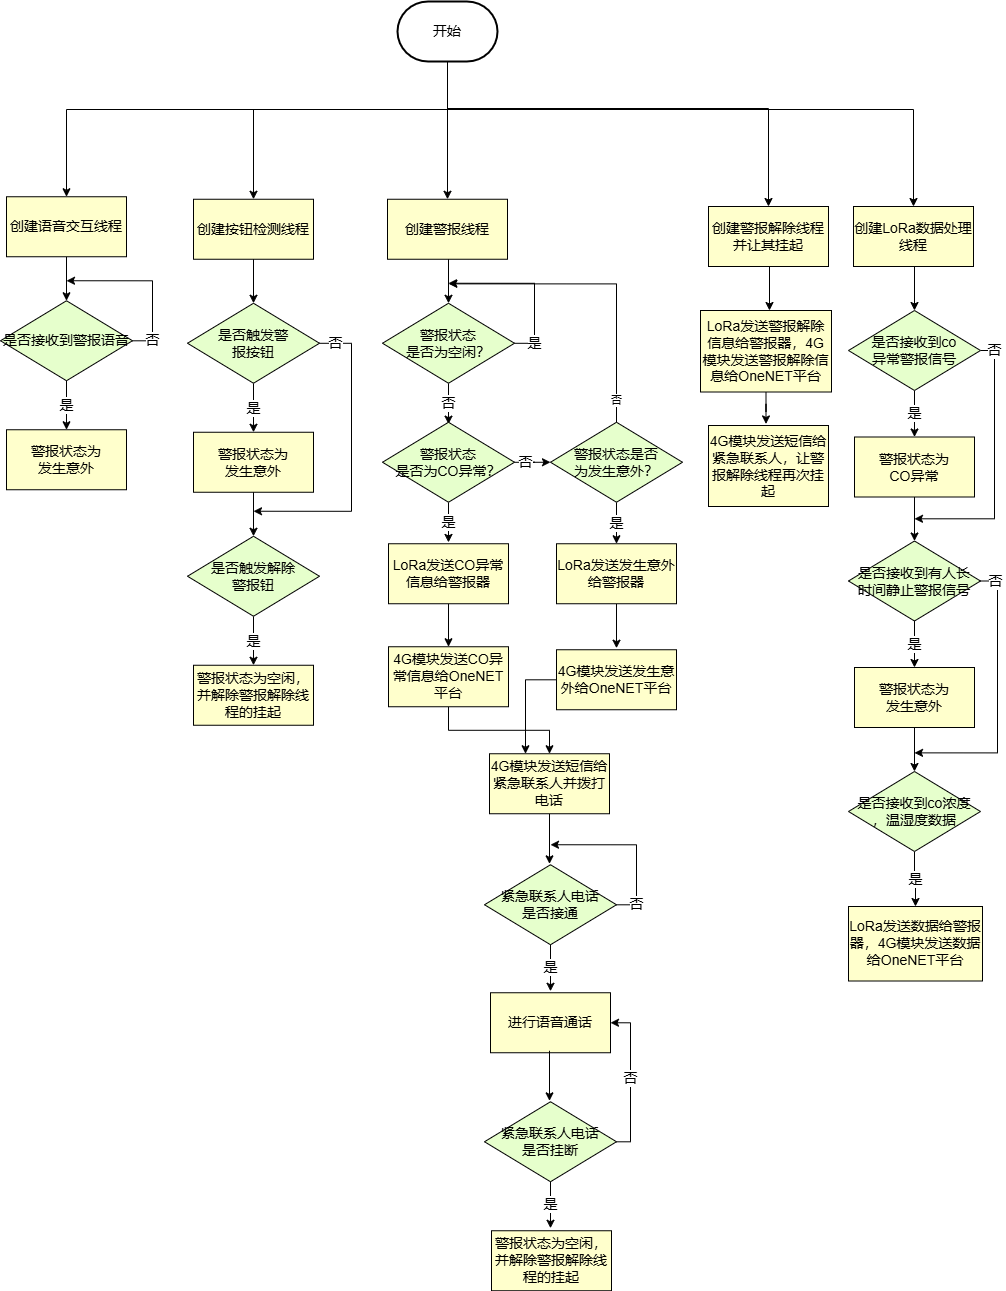 开始
创建语音交互线程
是否接收到警报语音
否
是
警报状态为
发生意外
创建按钮检测线程
是否触发警
报按钮
否
是
警报状态为
发生意外
是否触发解除
警报钮
是
警报状态为空闲，
并解除警报解除线
程的挂起
创建警报线程
警报状态
是否为空闲？
是
否
警报状态
是否为CO异常？
否
是
LoRa发送CO异常
信息给警报器
4G模块发送CO异
常信息给OneNET
平台
否
警报状态是否
为发生意外？
是
LoRa发送发生意外
给警报器
4G模块发送发生意
外给OneNET平台
4G模块发送短信给
紧急联系人并拨打
电话
紧急联系人电话
是否接通
否
是
进行语音通话
否
紧急联系人电话
是否挂断
是
警报状态为空闲，
并解除警报解除线
程的挂起
创建警报解除线程
并让其挂起
LoRa发送警报解除
信息给警报器，4G
模块发送警报解除信
息给OneNET平台
4G模块发送短信给
紧急联系人，让警
报解除线程再次挂
起
创建LoRa数据处理
线程
是否接收到co
异常警报信号
否
是
警报状态为
CO异常
是否接收到有人长
时间静止警报信号
否
是
警报状态为
发生意外
是否接收到co浓度
，温湿度数据
是
LoRa发送数据给警报
器，4G模块发送数据
给OneNET平台